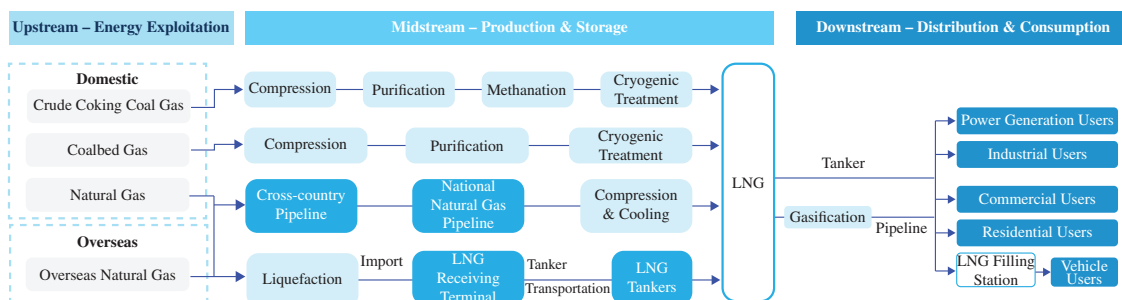 Upstream – Energy Exploitation
Midstream – Production & Storage
Downstream – Distribution & Consumption
Domestic
Crude Coking Coal Gas
Coalbed Gas
Natural Gas
Overseas
Overseas Natural Gas
Compression
Purification
Methanation
Cryogenic
Treatment
Compression
Purification
Cryogenic
Treatment
Cross-country
Pipeline
National
Natural Gas
Pipeline
Compression
& Cooling
Liquefaction
Import
LNG
Receiving
Terminal
Tanker
Transportation
LNG
Tankers
LNG
Tanker
Gasification
Pipeline
Power Generation Users
Industrial Users
Commercial Users
Residential Users
LNG Filling
Station
Vehicle
Users